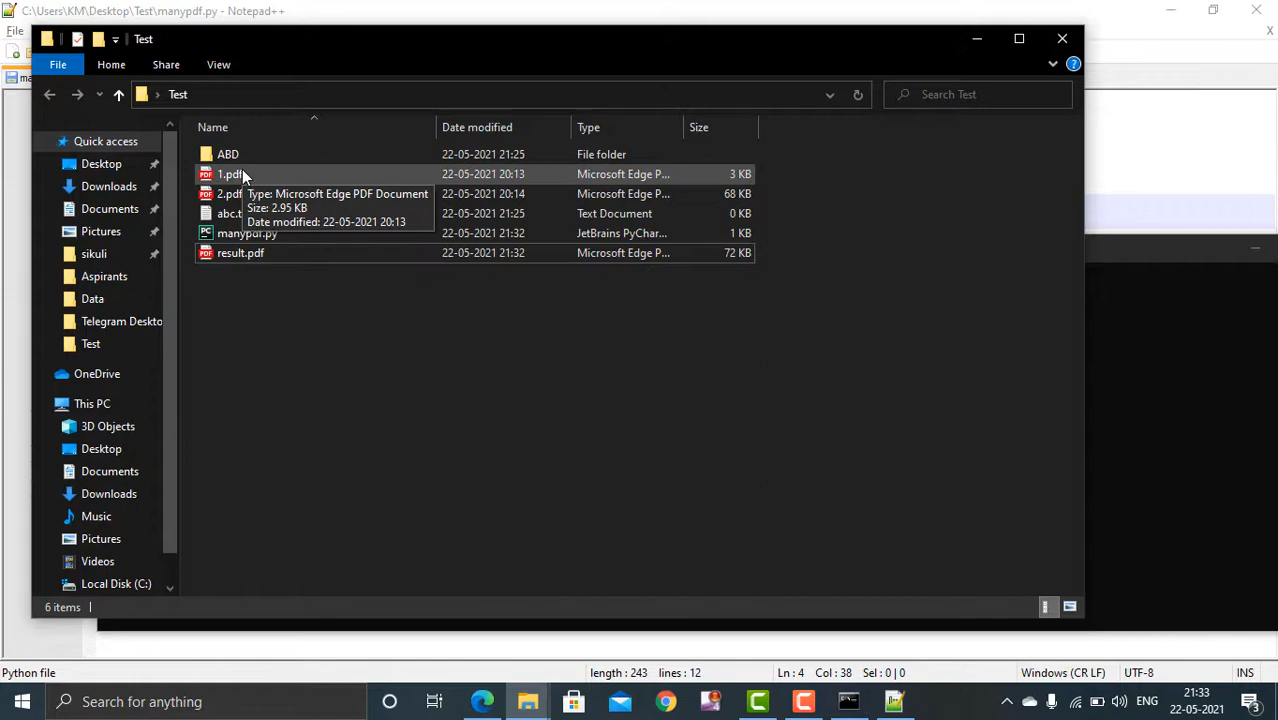 C:\Users\KM\Desktop\Test\manypdf.py - Notepad++
File
Test
File Home Share View
Test
Search Test
Name Date modified Type Size
Quick access
Desktop
Downloads
Documents
Pictures
sikuli
Aspirants
Data
Telegram Deskto
Test
OneDrive
This PC
3D Objects
Desktop
Documents
Downloads
Music
Pictures
Videos
Local Disk (C:)
ABD 22-05-2021 21:25 File folder
1.pdf 22-05-2021 20:13 Microsoft Edge P... 3 KB
2.pdf 22-05-2021 20:14 Microsoft Edge P... 68 KB
abc.t 22-05-2021 21:25 Text Document 0 KB
manypdf.py 22-05-2021 21:32 JetBrains PyChar... 1 KB
result.pdf 22-05-2021 21:32 Microsoft Edge P... 72 KB
Type: Microsoft Edge PDF Document
Size: 2.95 KB
Date modified: 22-05-2021 20:13
6 items
Python file length : 243 lines : 12 Ln : 4 Col : 38 Sel : 0 | 0 Windows (CR LF) UTF-8 INS
Search for anything
ENG
21:33
22-05-2021
3